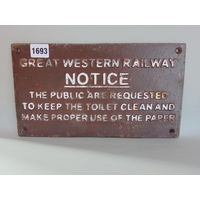 1693
GREAT WESTERN RAILWAY
NOTICE
THE PUBLIC ARE REQUESTED
TO KEEP THE TOILET CLEAN AND
MAKE PROPER USE OF THE PAPER